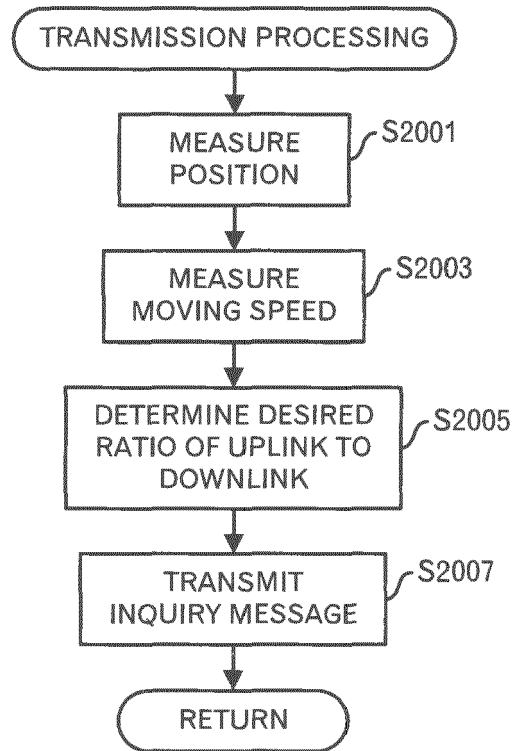 TRANSMISSION PROCESSING
MEASURE
POSITION
S2001
MEASURE
MOVING SPEED
S2003
DETERMINE DESIRED
RATIO OF UPLINK TO
DOWNLINK
S2005
TRANSMIT
INQUIRY MESSAGE
S2007
RETURN